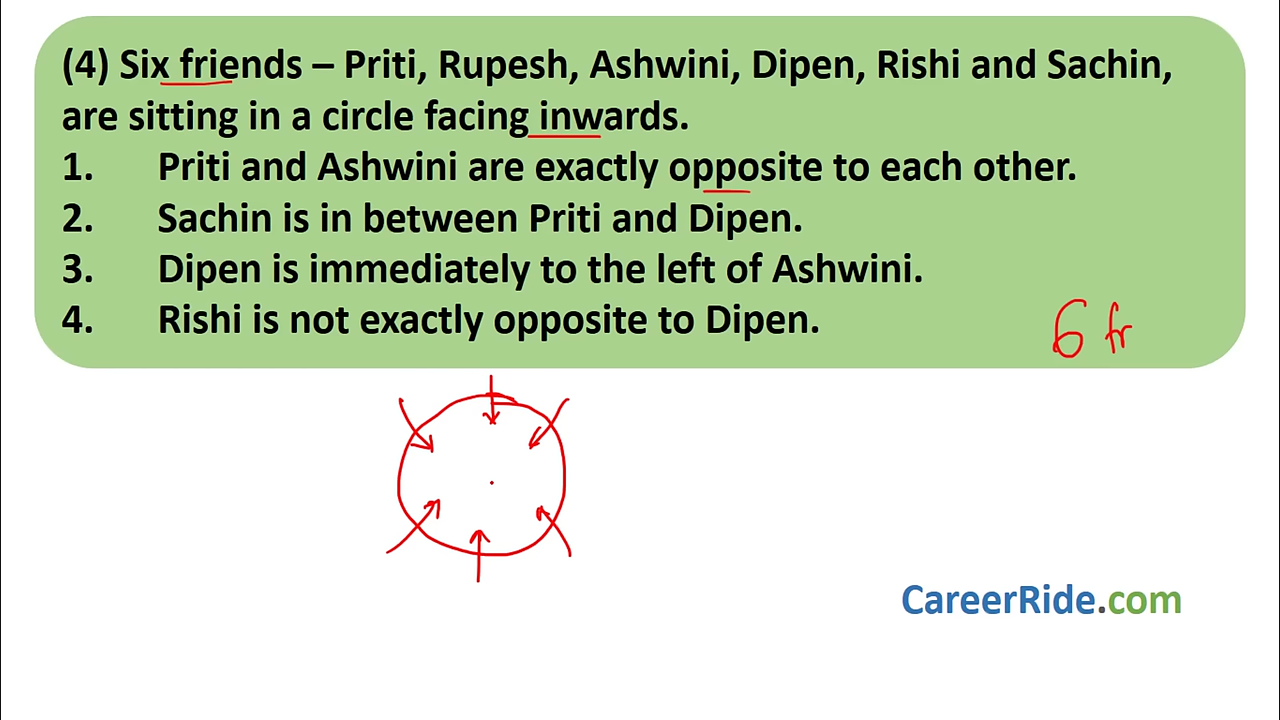 (4) Six friends – Priti, Rupesh, Ashwini, Dipen, Rishi and Sachin,
are sitting in a circle facing inwards.
1. Priti and Ashwini are exactly opposite to each other.
2. Sachin is in between Priti and Dipen.
3. Dipen is immediately to the left of Ashwini.
4. Rishi is not exactly opposite to Dipen.
6 fr
CareerRide.com